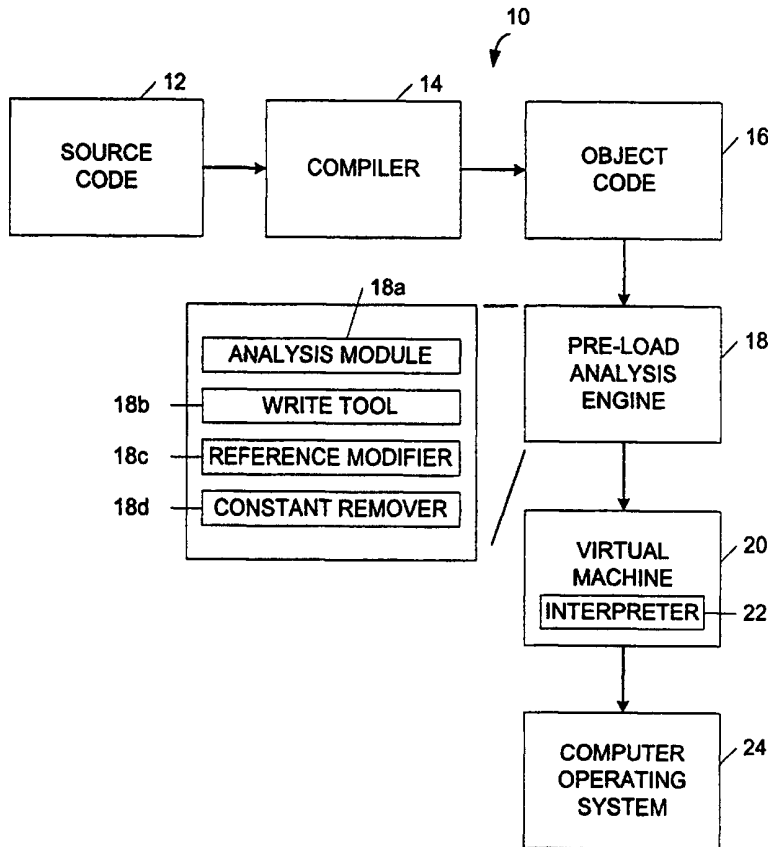 10
12
14
16
SOURCE
CODE
COMPILER
OBJECT
CODE
18a
ANALYSIS MODULE
18b
WRITE TOOL
18c
REFERENCE MODIFIER
18d
CONSTANT REMOVER
PRE-LOAD
ANALYSIS
ENGINE
18
VIRTUAL
MACHINE
20
INTERPRETER
22
COMPUTER
OPERATING
SYSTEM
24